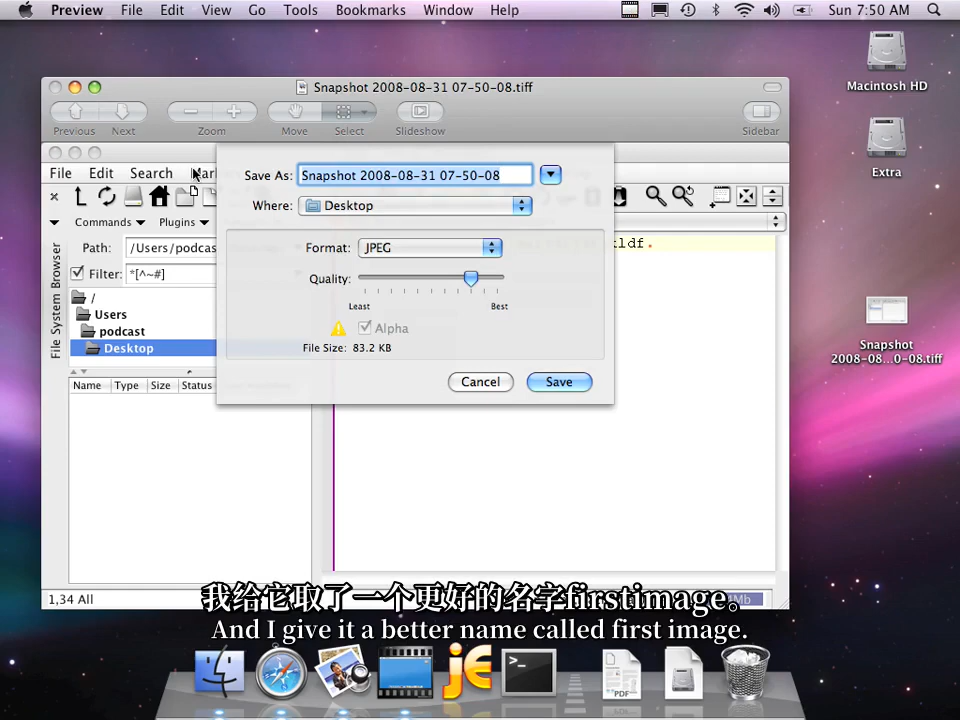 Preview File Edit View Go Tools Bookmarks Window Help Sun 7:50 AM
Macintosh HD
Snapshot 2008-08-31 07-50-08.tiff
Previous Next Zoom Move Select Slideshow Sidebar
File Edit Search
Save As: Snapshot 2008-08-31 07-50-08
Extra
Where: Desktop
Commands Plugins
Path: /Users/podcas
Format: JPEG
Filter: *[^~#]
Quality:
/
Least Best
Users
podcast
Alpha
Desktop
File Size: 83.2 KB
File System Browser
Snapshot
2008-08...0-08.tiff
Name Type Size Status
Cancel Save
1,34 All
我给它取了一个更好的名字firstimage。
And I give it a better name called first image.
jE
>_
PDF